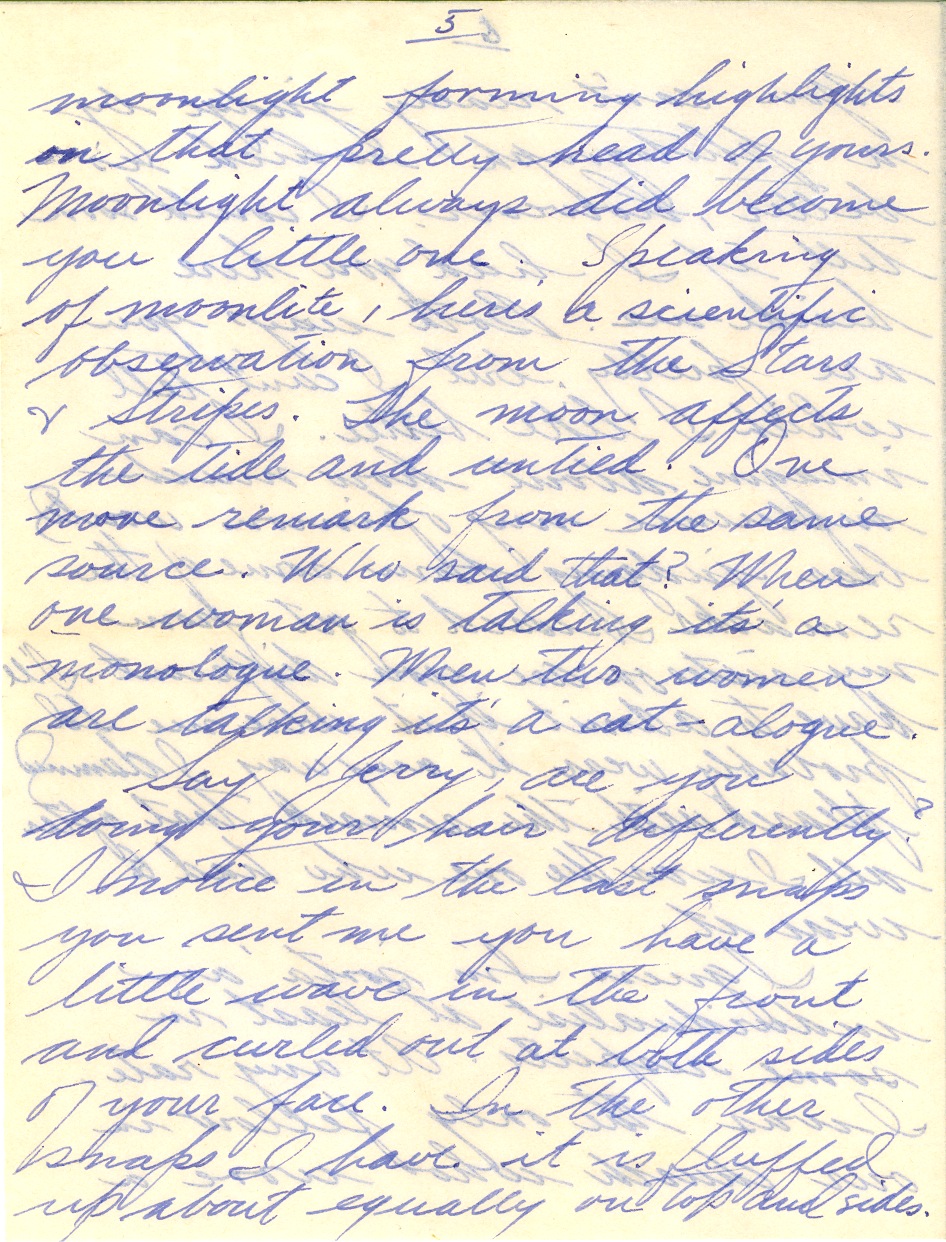 5
moonlight forming highlights
in that pretty head of yours.
Moonlight always did become
you little one. Speaking
of moonlite, here's a scientific
observation from the Stars
& Stripes. The moon affects
the tide and untied. One
more remark from the same
source. Who said that? When
one woman is talking it's a
monologue. When two women
are talking it's a cat-alogue.
Say Jerry, are you
doing your hair differently?
I notice in the last snaps
you sent me you have a
little wave in the front
and curled out at both sides
of your face. In the other
snaps I have it is fluffed
up about equally on top and sides.